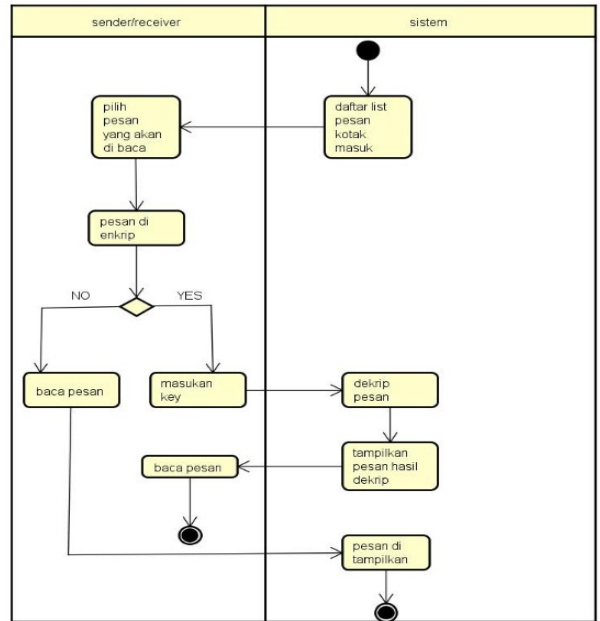 sender/receiver
sistem
daftar list
pesan
kotak
masuk
pilih
pesan
yang akan
di baca
pesan di
enkrip
NO
YES
baca pesan
masukan
key
dekrip
pesan
tampilkan
pesan hasil
dekrip
baca pesan
pesan di
tampilkan